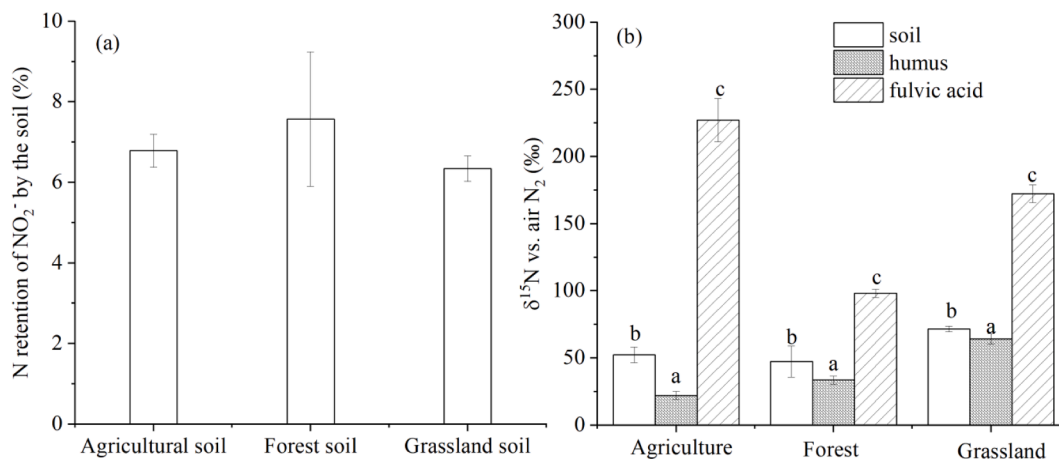 N retention of NO₂⁻ by the soil (%)
10
8
6
4
2
0
(a)
Agricultural soil
Forest soil
Grassland soil
δ¹⁵N vs. air N₂ (‰)
300
250
200
150
100
50
0
(b)
soil
humus
fulvic acid
b
a
c
b
a
c
b
a
c
Agriculture
Forest
Grassland